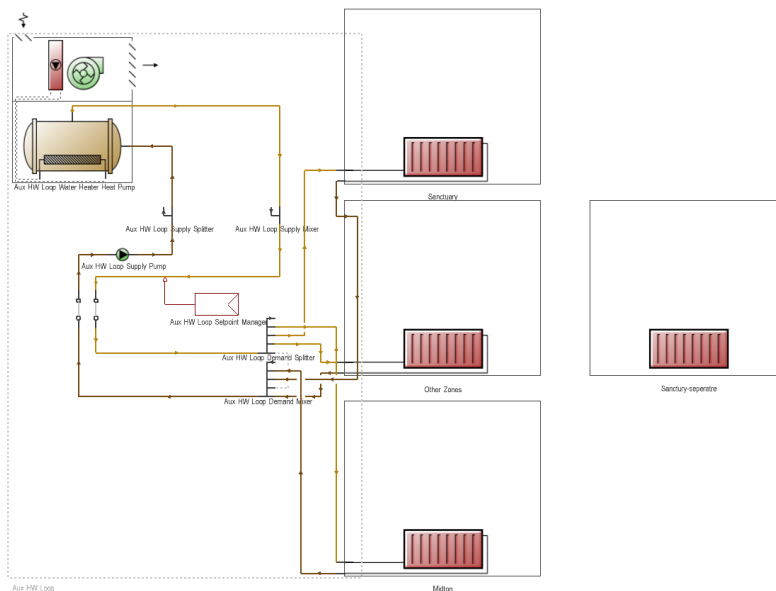 Aux HW Loop Water Heater Heat Pump
Sanctuary
Aux HW Loop Supply Splitter
Aux HW Loop Supply Mixer
Aux HW Loop Supply Pump
Aux HW Loop Setpoint Manager
Aux HW Loop Demand Splitter
Other Zones
Sanctury-seperatre
Aux HW Loop Demand Mixer
Aux HW Loop
Midton